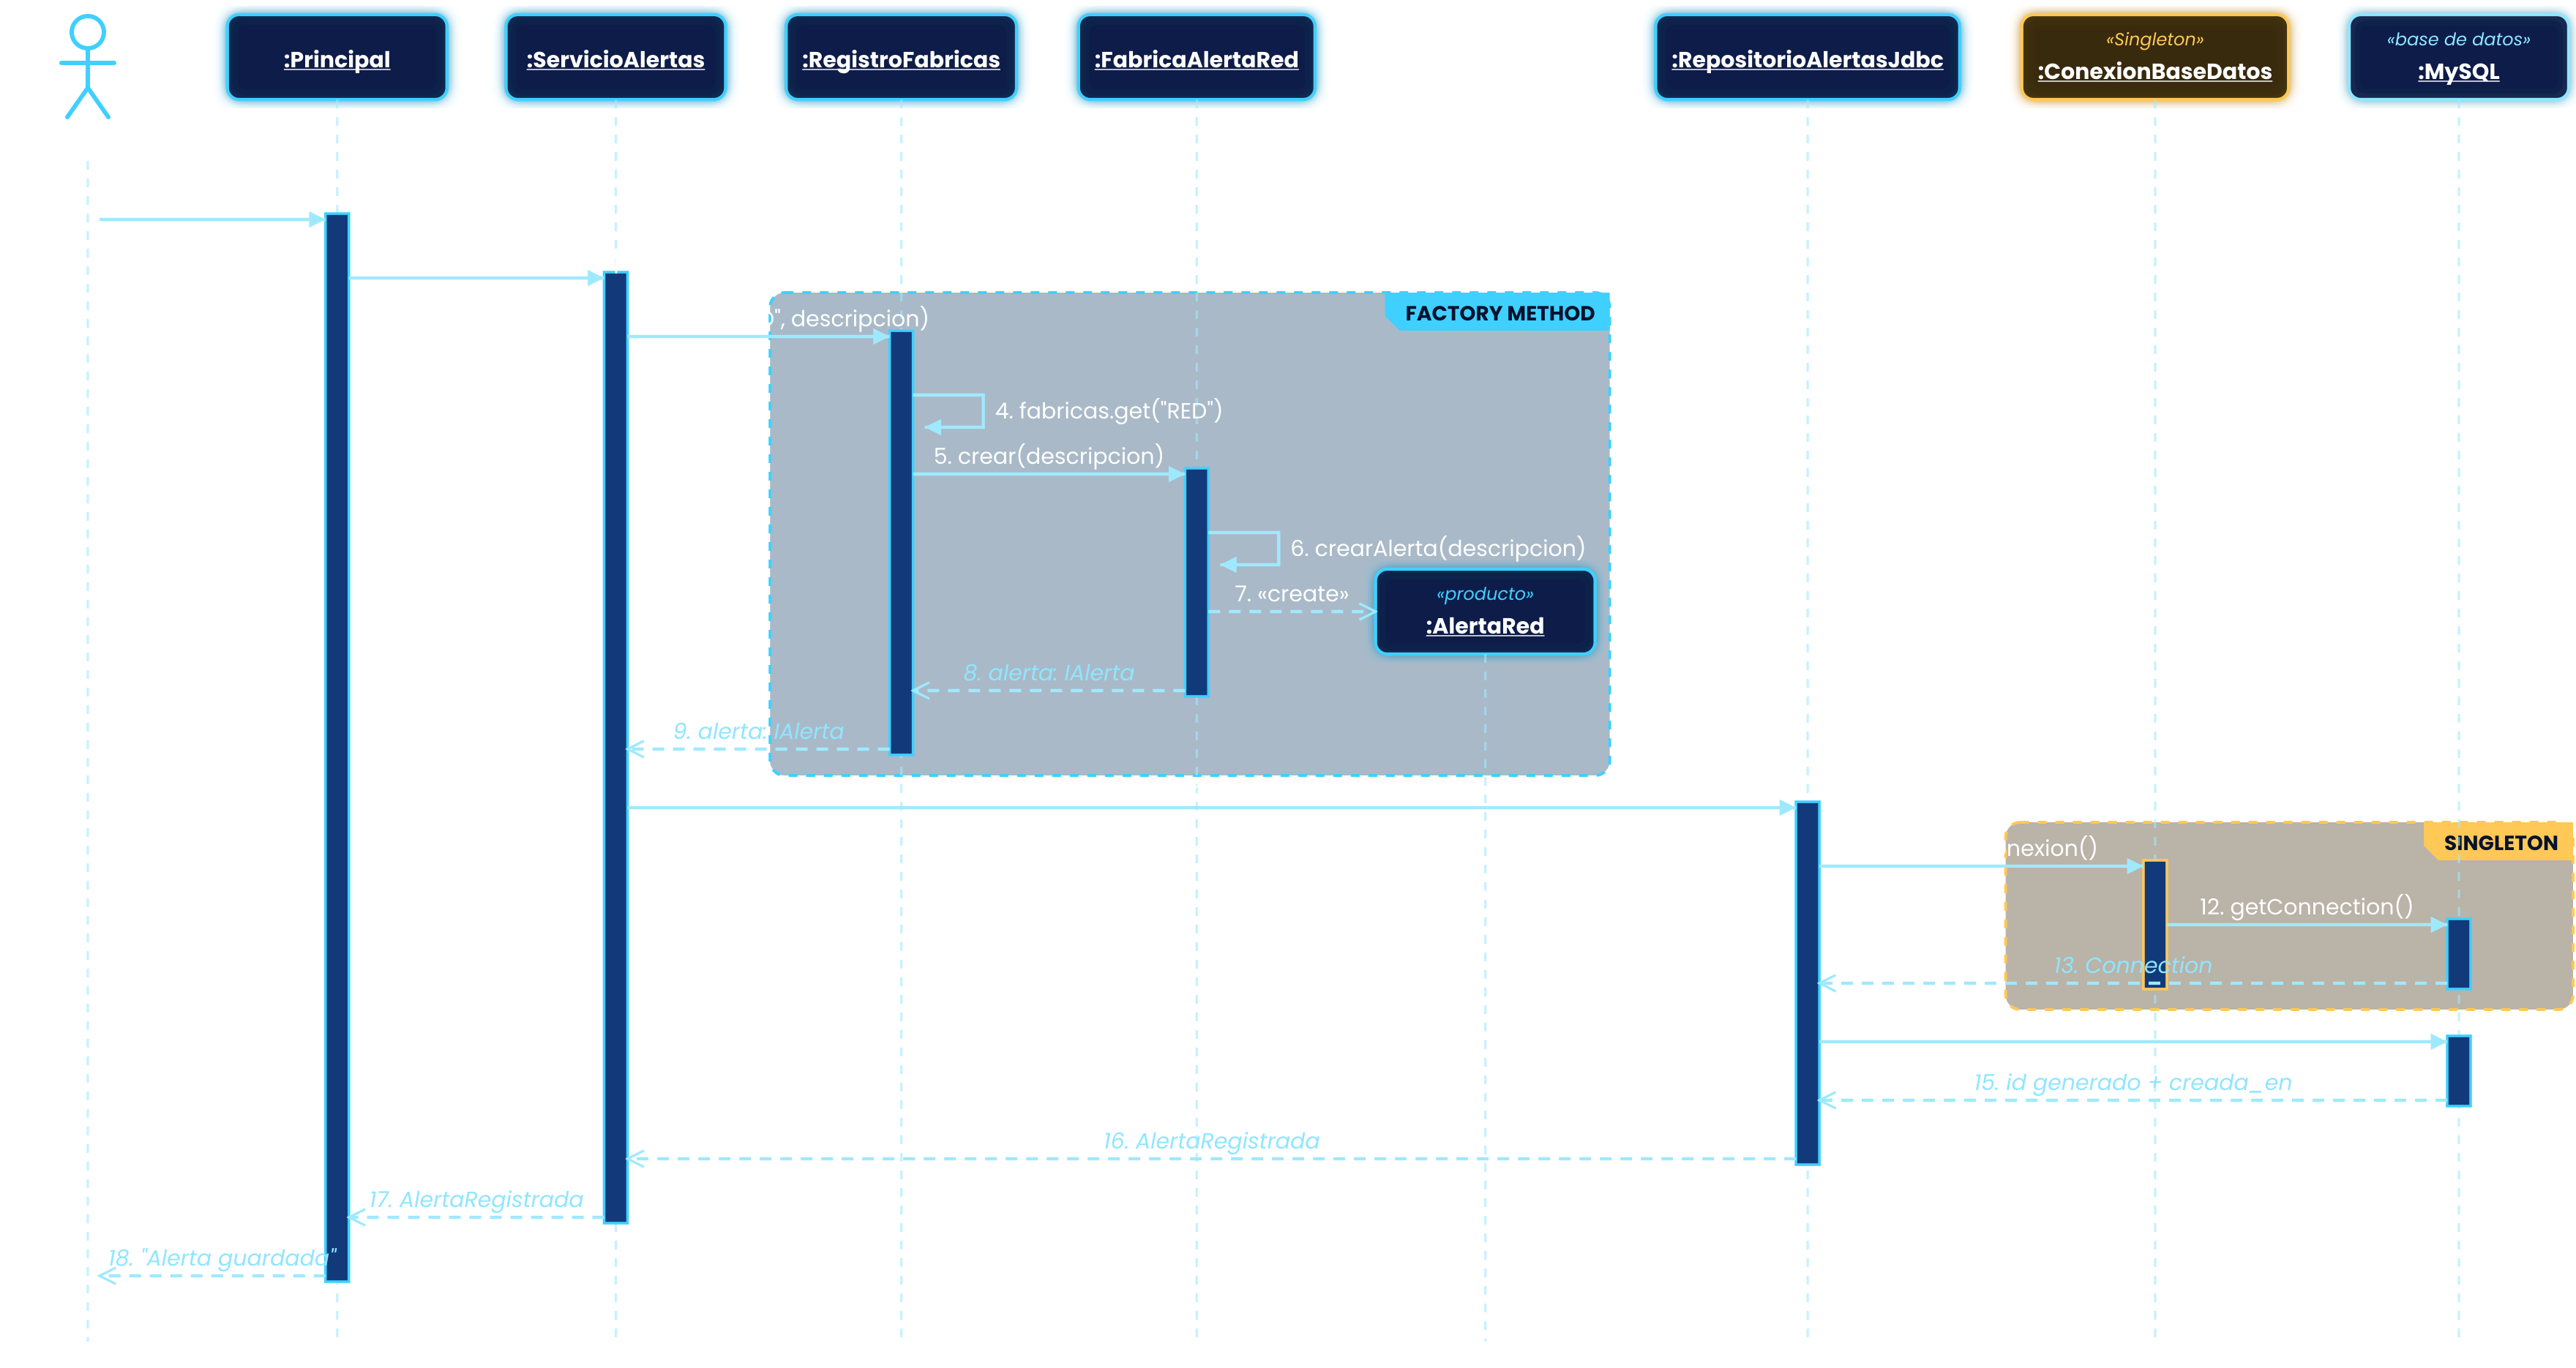 :Principal
:ServicioAlertas
:RegistroFabricas
:FabricaAlertaRed
:RepositorioAlertasJdbc
«Singleton»
:ConexionBaseDatos
«base de datos»
:MySQL
FACTORY METHOD
", descripcion)
4. fabricas.get("RED")
5. crear(descripcion)
6. crearAlerta(descripcion)
7. «create»
«producto»
:AlertaRed
8. alerta: IAlerta
9. alerta: IAlerta
SINGLETON
nexion()
12. getConnection()
13. Connection
15. id generado + creada_en
16. AlertaRegistrada
17. AlertaRegistrada
18. "Alerta guardada"